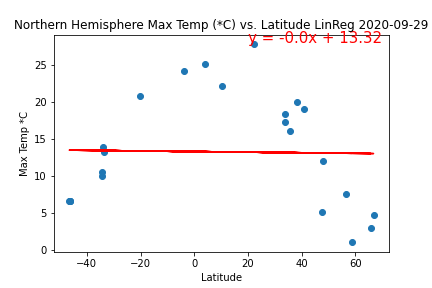 Northern Hemisphere Max Temp (*C) vs. Latitude LinReg 2020-09-29
y = -0.0x + 13.32
25
20
15
10
5
0
Max Temp *C
−40 −20 0 20 40 60
Latitude